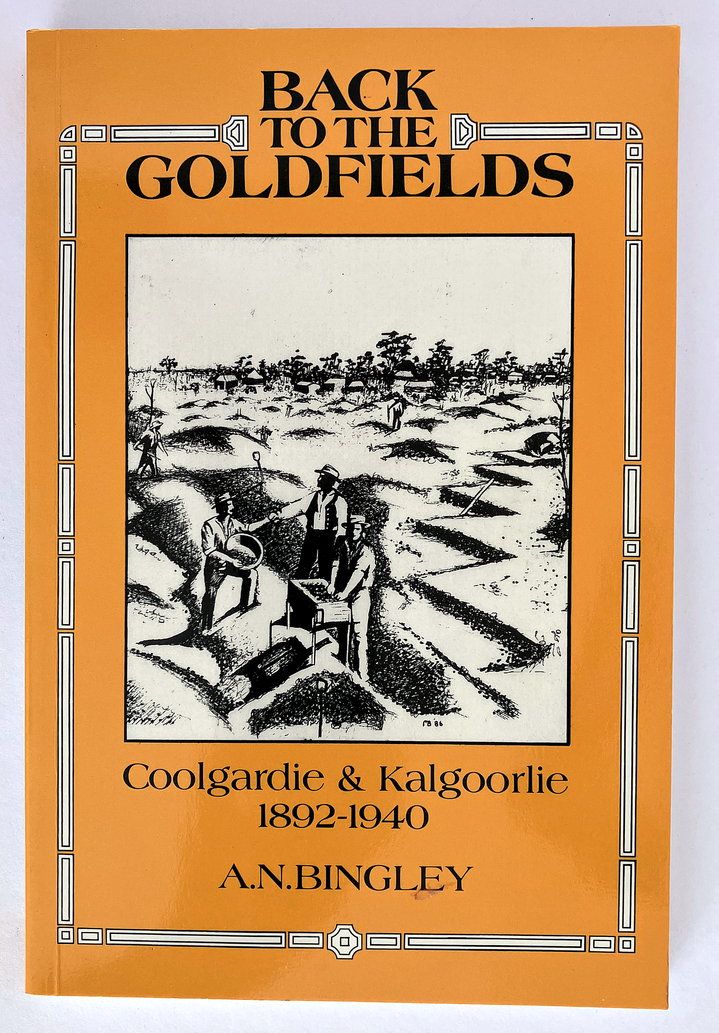 BACK
TO THE
GOLDFIELDS
Coolgardie & Kalgoorlie
1892-1940
A.N.BINGLEY